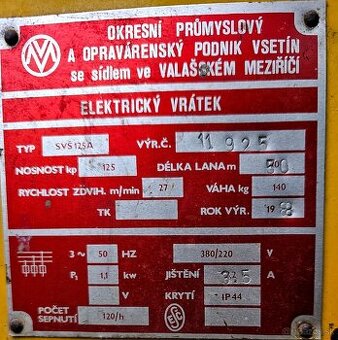 OKRESNÍ PRŮMYSLOVÝ
A OPRAVÁRENSKÝ PODNIK VSETÍN
se sídlem ve VALAŠSKÉM MEZIŘÍČÍ
ELEKTRICKÝ VRÁTEK
TYP SVŠ 125A VÝR.Č. 11 925
NOSNOST kp 125 DÉLKA LANA m
RYCHLOST ZDVIH. m/min 27 VÁHA kg 140
TK ROK VÝR. 19
3~ 50 HZ 380/220 V
P₁ 1,1 kW JIŠTĚNÍ A
V KRYTÍ IP 44
POČET
SEPNUTÍ 120/h